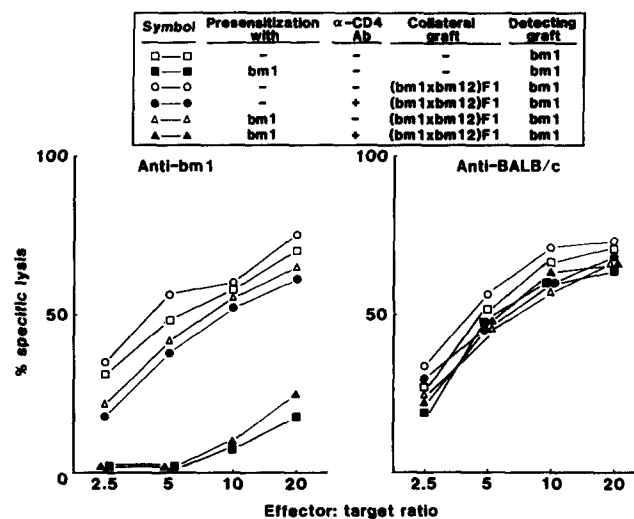 Symbol Presensitization with α-CD4 Ab Collateral graft Detecting graft
- - - bm1
bm1 - - bm1
- - (bm1xbm12)F1 bm1
- + (bm1xbm12)F1 bm1
bm1 - (bm1xbm12)F1 bm1
bm1 + (bm1xbm12)F1 bm1
Anti-bm1
Anti-BALB/c
% specific lysis
100
50
0
2.5 5 10 20
100
50
2.5 5 10 20
Effector: target ratio